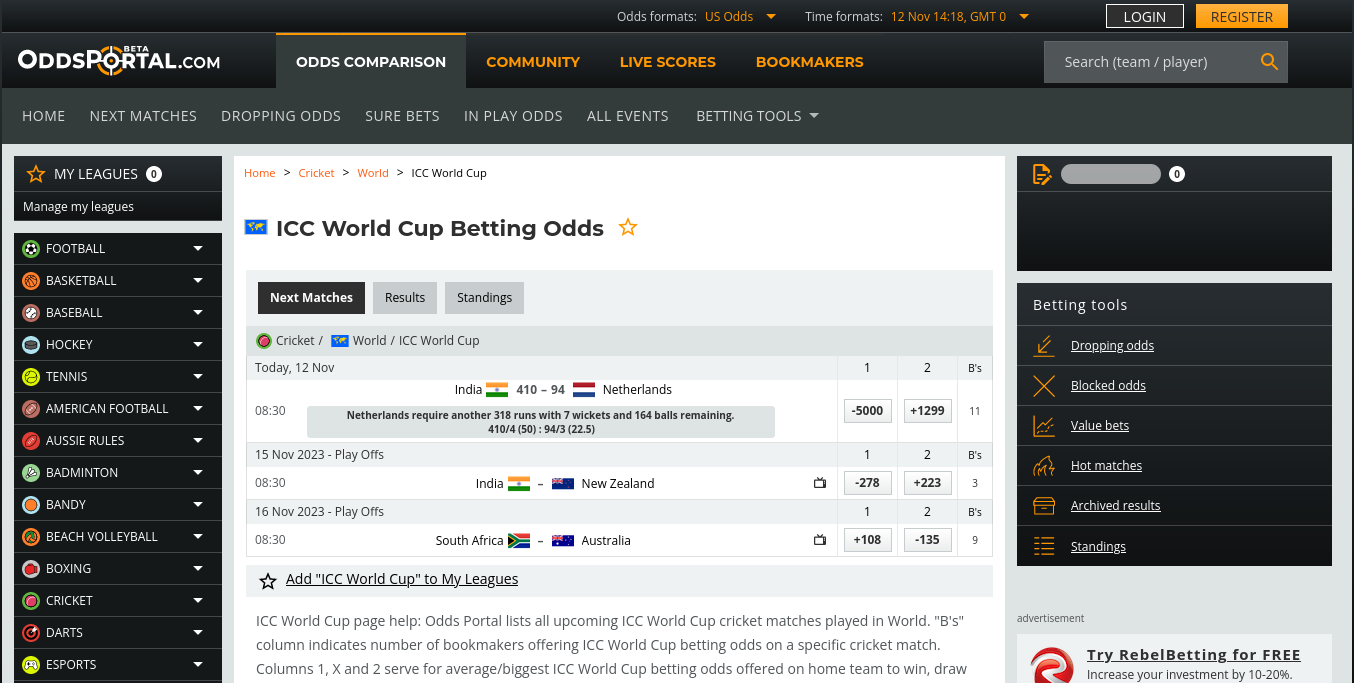 Odds formats: US Odds Time formats: 12 Nov 14:18, GMT 0 LOGIN REGISTER
ODDSPORTAL.COM BETA ODDS COMPARISON COMMUNITY LIVE SCORES BOOKMAKERS Search (team / player)
HOME NEXT MATCHES DROPPING ODDS SURE BETS IN PLAY ODDS ALL EVENTS BETTING TOOLS
MY LEAGUES 0
Manage my leagues
FOOTBALL
BASKETBALL
BASEBALL
HOCKEY
TENNIS
AMERICAN FOOTBALL
AUSSIE RULES
BADMINTON
BANDY
BEACH VOLLEYBALL
BOXING
CRICKET
DARTS
ESPORTS
Home > Cricket > World > ICC World Cup
ICC World Cup Betting Odds
Next Matches Results Standings
Cricket / World / ICC World Cup
Today, 12 Nov 1 2 B's
India 410 – 94 Netherlands
08:30 -5000 +1299 11
Netherlands require another 318 runs with 7 wickets and 164 balls remaining.
410/4 (50) : 94/3 (22.5)
15 Nov 2023 - Play Offs 1 2 B's
08:30 India – New Zealand -278 +223 3
16 Nov 2023 - Play Offs 1 2 B's
08:30 South Africa – Australia +108 -135 9
Add "ICC World Cup" to My Leagues
ICC World Cup page help: Odds Portal lists all upcoming ICC World Cup cricket matches played in World. "B's"
column indicates number of bookmakers offering ICC World Cup betting odds on a specific cricket match.
Columns 1, X and 2 serve for average/biggest ICC World Cup betting odds offered on home team to win, draw
0
Betting tools
Dropping odds
Blocked odds
Value bets
Hot matches
Archived results
Standings
advertisement
Try RebelBetting for FREE
Increase your investment by 10-20%.